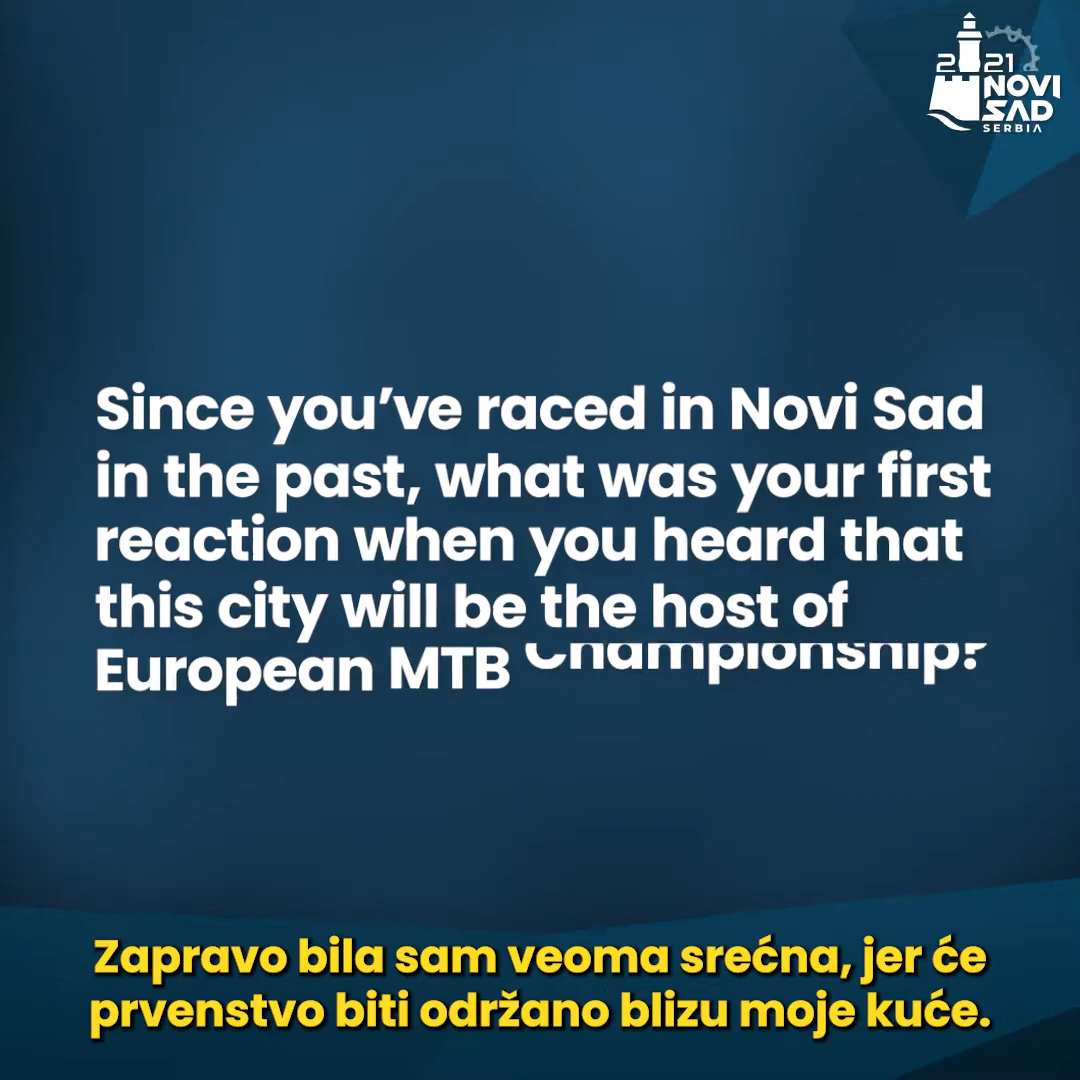 2021
NOVI
SAD
SERBIA
Since you’ve raced in Novi Sad
in the past, what was your first
reaction when you heard that
this city will be the host of
European MTB Championship?
Zapravo bila sam veoma srećna, jer će
prvenstvo biti održano blizu moje kuće.